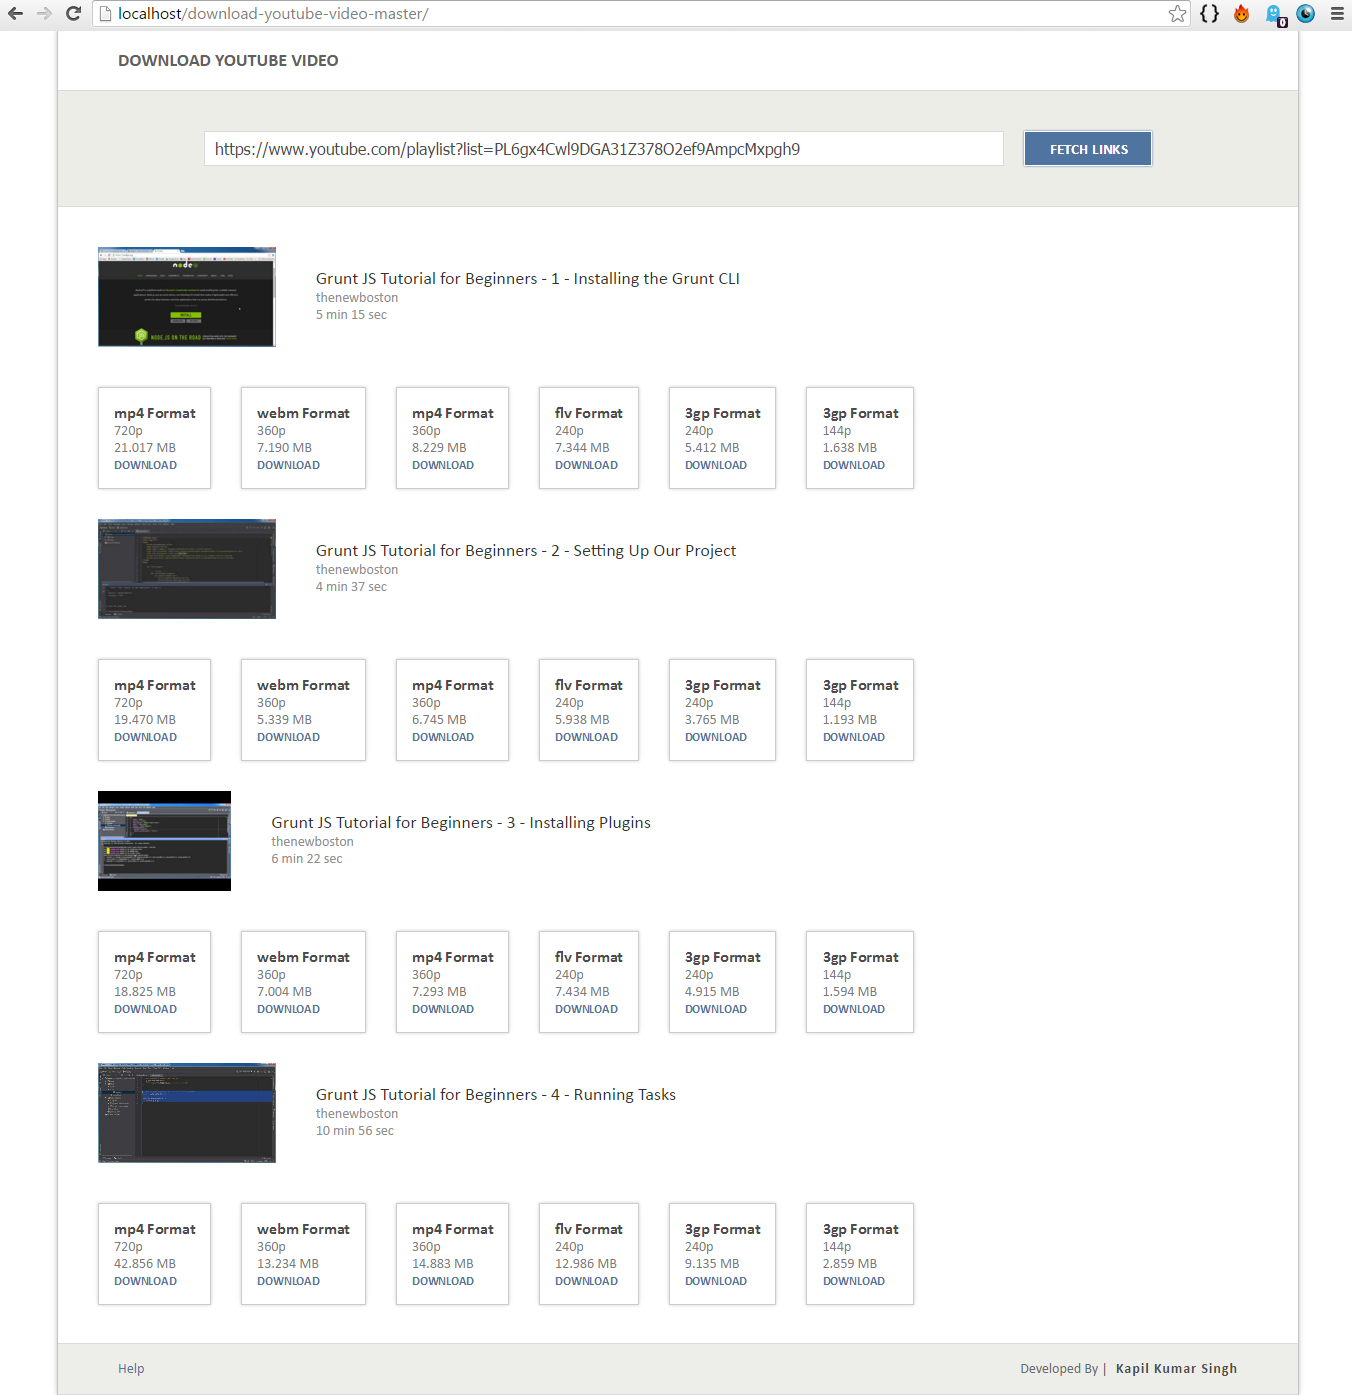 localhost/download-youtube-video-master/
0
DOWNLOAD YOUTUBE VIDEO
https://www.youtube.com/playlist?list=PL6gx4Cwl9DGA31Z378O2ef9AmpcMxpgh9
FETCH LINKS
node
INSTALL
NODE.JS ON THE ROAD
Grunt JS Tutorial for Beginners - 1 - Installing the Grunt CLI
thenewboston
5 min 15 sec
mp4 Format webm Format mp4 Format flv Format 3gp Format 3gp Format
720p 360p 360p 240p 240p 144p
21.017 MB 7.190 MB 8.229 MB 7.344 MB 5.412 MB 1.638 MB
DOWNLOAD DOWNLOAD DOWNLOAD DOWNLOAD DOWNLOAD DOWNLOAD
Grunt JS Tutorial for Beginners - 2 - Setting Up Our Project
thenewboston
4 min 37 sec
mp4 Format webm Format mp4 Format flv Format 3gp Format 3gp Format
720p 360p 360p 240p 240p 144p
19.470 MB 5.339 MB 6.745 MB 5.938 MB 3.765 MB 1.193 MB
DOWNLOAD DOWNLOAD DOWNLOAD DOWNLOAD DOWNLOAD DOWNLOAD
Grunt JS Tutorial for Beginners - 3 - Installing Plugins
thenewboston
6 min 22 sec
mp4 Format webm Format mp4 Format flv Format 3gp Format 3gp Format
720p 360p 360p 240p 240p 144p
18.825 MB 7.004 MB 7.293 MB 7.434 MB 4.915 MB 1.594 MB
DOWNLOAD DOWNLOAD DOWNLOAD DOWNLOAD DOWNLOAD DOWNLOAD
Grunt JS Tutorial for Beginners - 4 - Running Tasks
thenewboston
10 min 56 sec
mp4 Format webm Format mp4 Format flv Format 3gp Format 3gp Format
720p 360p 360p 240p 240p 144p
42.856 MB 13.234 MB 14.883 MB 12.986 MB 9.135 MB 2.859 MB
DOWNLOAD DOWNLOAD DOWNLOAD DOWNLOAD DOWNLOAD DOWNLOAD
Help Developed By | Kapil Kumar Singh